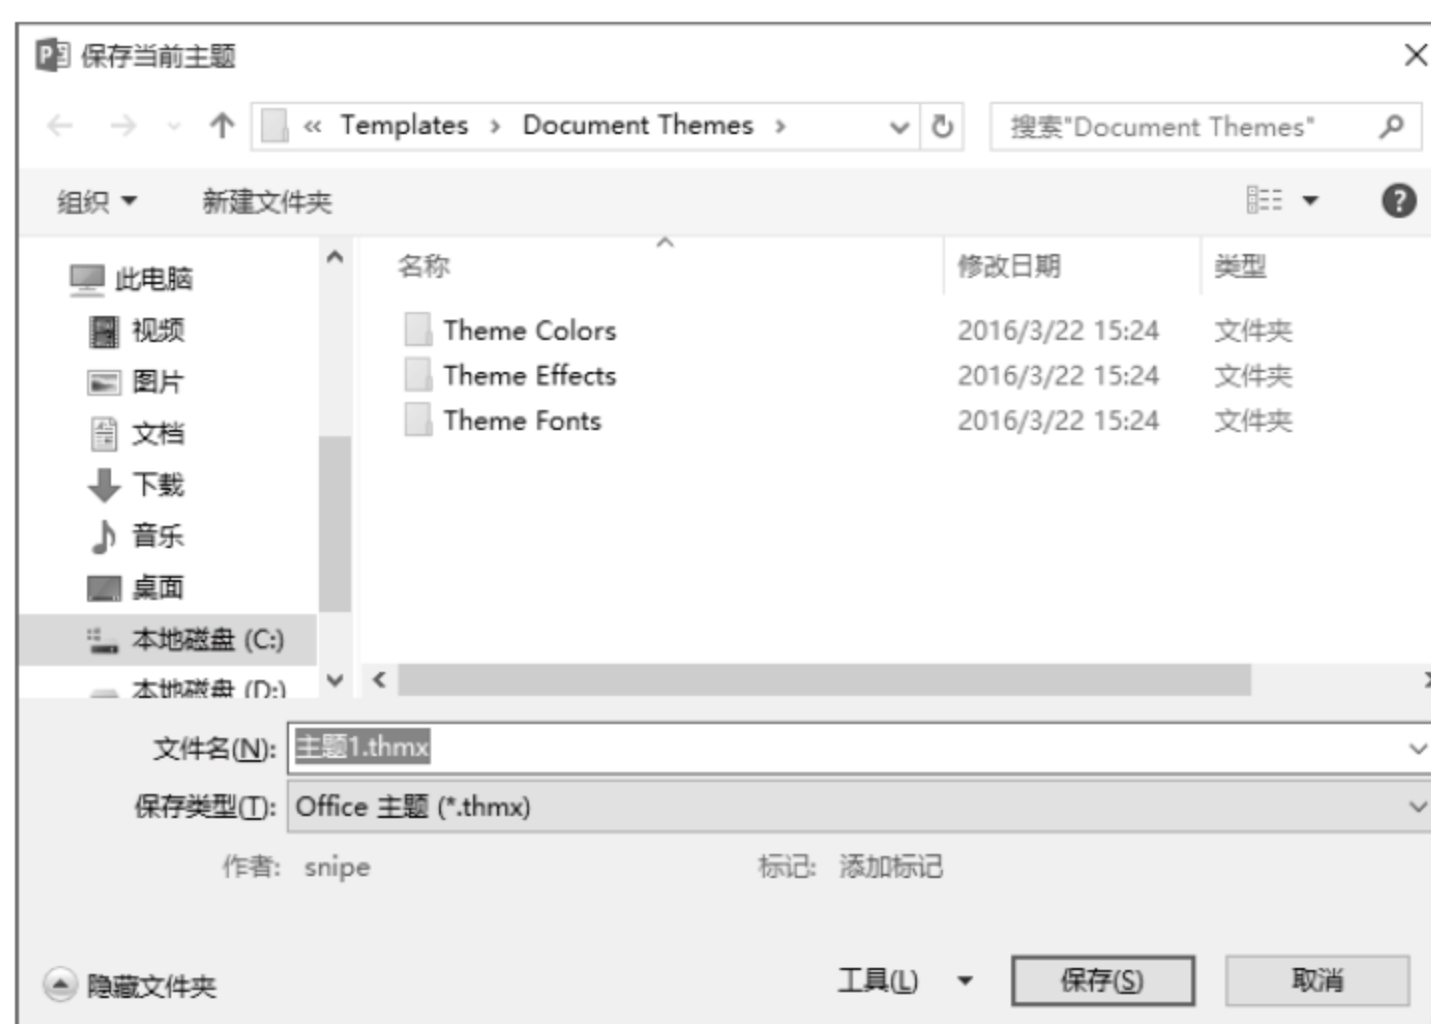 保存当前主题
« Templates › Document Themes ›
搜索"Document Themes"
组织
新建文件夹
名称 修改日期 类型
此电脑
视频
图片
文档
下载
音乐
桌面
本地磁盘 (C:)
本地磁盘 (D:)
Theme Colors 2016/3/22 15:24 文件夹
Theme Effects 2016/3/22 15:24 文件夹
Theme Fonts 2016/3/22 15:24 文件夹
文件名(N): 主题1.thmx
保存类型(T): Office 主题 (*.thmx)
作者: snipe 标记: 添加标记
隐藏文件夹 工具(L) 保存(S) 取消